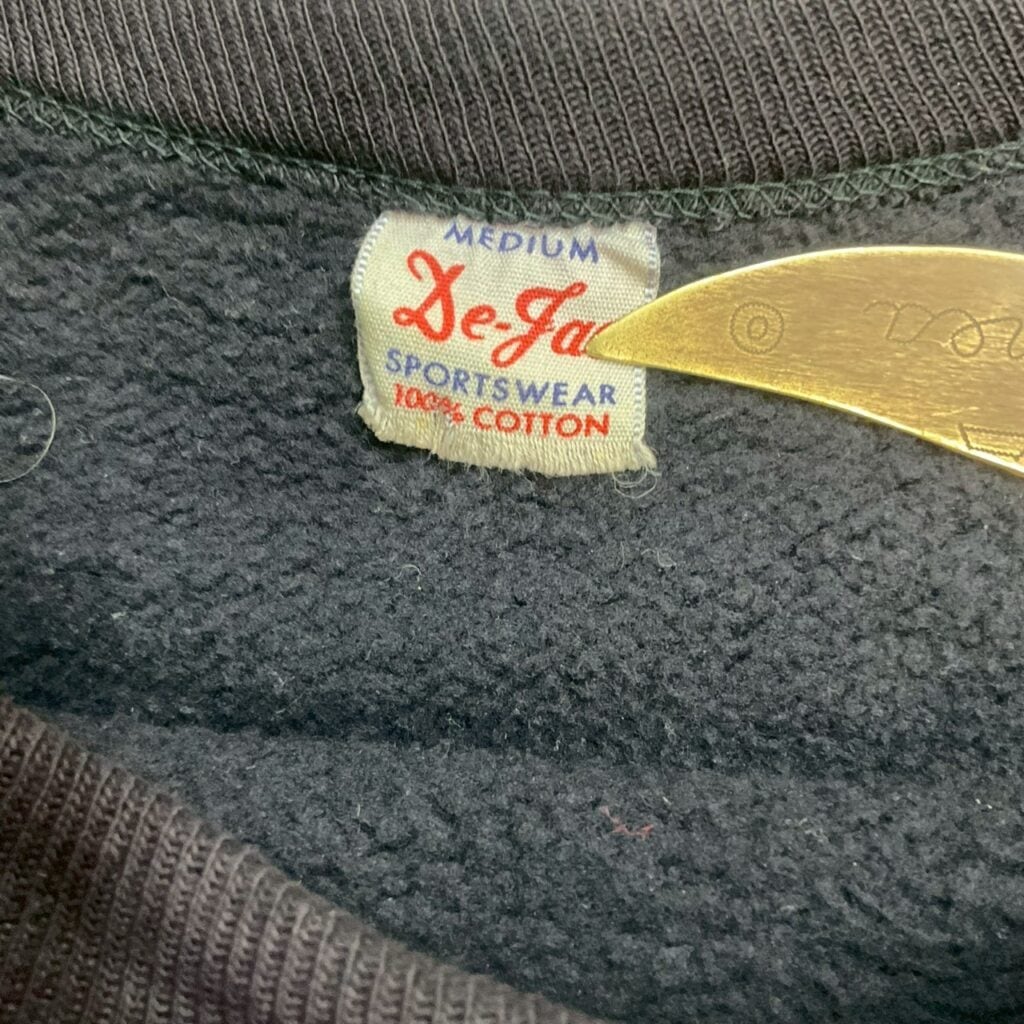 MEDIUM
De-Ja
SPORTSWEAR
100% COTTON